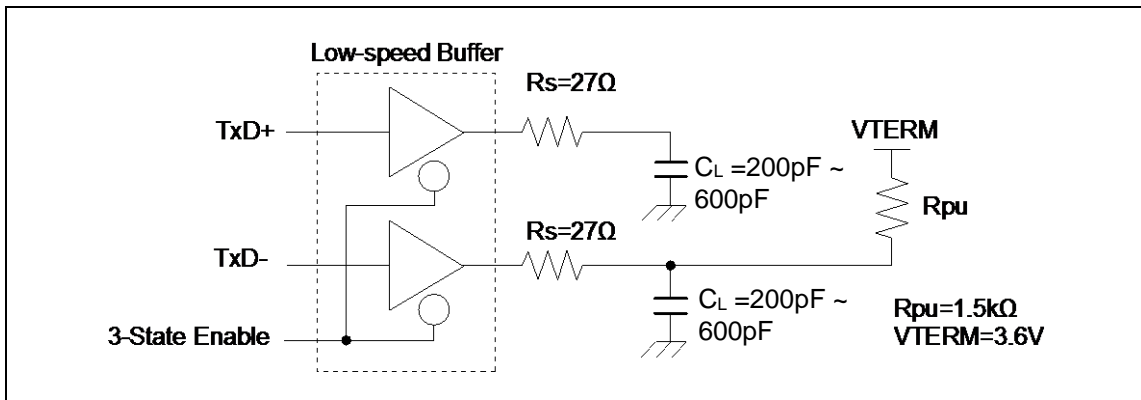 Low-speed Buffer
Rs=27Ω
TxD+
VTERM
CL =200pF ~
600pF
Rpu
Rs=27Ω
TxD-
CL =200pF ~
600pF
Rpu=1.5kΩ
VTERM=3.6V
3-State Enable